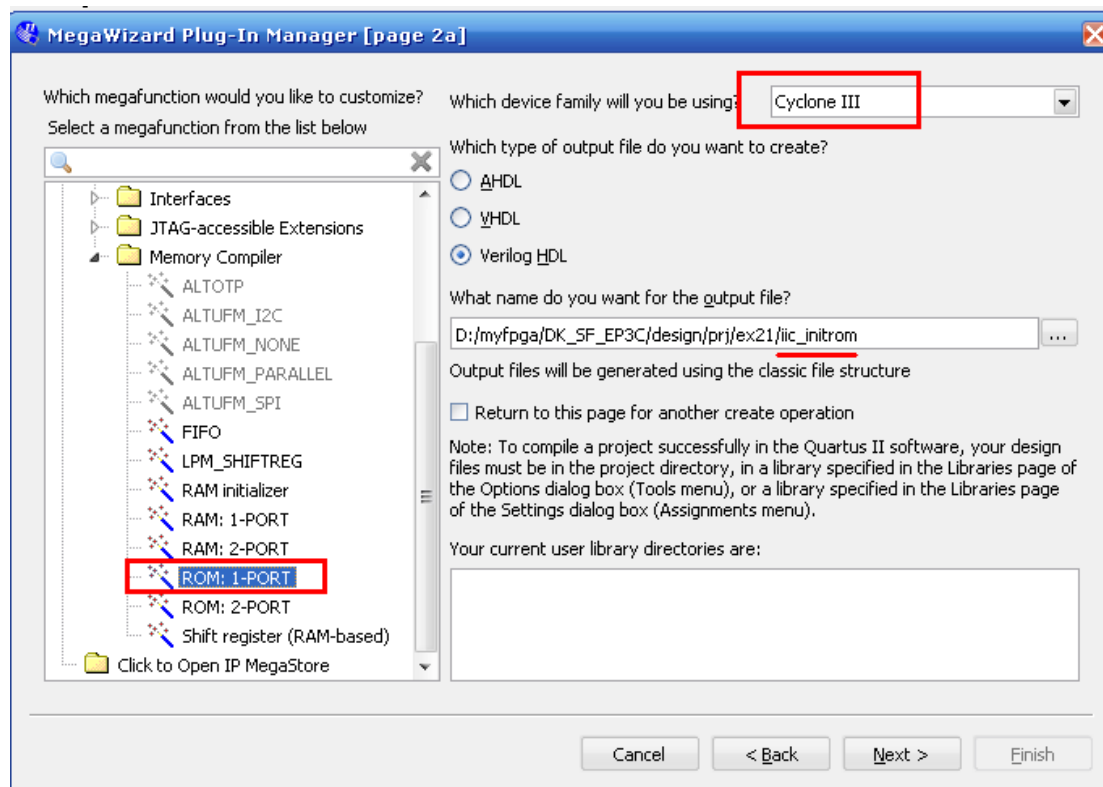 MegaWizard Plug-In Manager [page 2a]
Which megafunction would you like to customize?
Select a megafunction from the list below
Interfaces
JTAG-accessible Extensions
Memory Compiler
ALTOTP
ALTUFM_I2C
ALTUFM_NONE
ALTUFM_PARALLEL
ALTUFM_SPI
FIFO
LPM_SHIFTREG
RAM initializer
RAM: 1-PORT
RAM: 2-PORT
ROM: 1-PORT
ROM: 2-PORT
Shift register (RAM-based)
Click to Open IP MegaStore
Which device family will you be using?
Cyclone III
Which type of output file do you want to create?
AHDL
VHDL
Verilog HDL
What name do you want for the output file?
D:/myfpga/DK_SF_EP3C/design/prj/ex21/iic_initrom
...
Output files will be generated using the classic file structure
Return to this page for another create operation
Note: To compile a project successfully in the Quartus II software, your design
files must be in the project directory, in a library specified in the Libraries page of
the Options dialog box (Tools menu), or a library specified in the Libraries page
of the Settings dialog box (Assignments menu).
Your current user library directories are:
Cancel
< Back
Next >
Finish